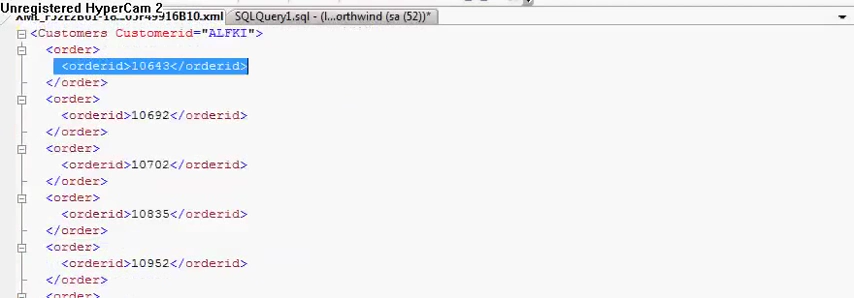 Unregistered HyperCam 2
SQLQuery1.sql - (l...orthwind (sa (52))*
<Customers Customerid="ALFKI">
<order>
<orderid>10643</orderid>
</order>
<order>
<orderid>10692</orderid>
</order>
<order>
<orderid>10702</orderid>
</order>
<order>
<orderid>10835</orderid>
</order>
<order>
<orderid>10952</orderid>
</order>
<order>